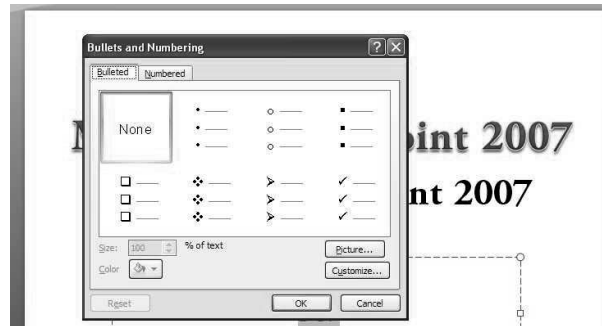 Bullets and Numbering
Bulleted Numbered
None
int 2007
nt 2007
Size: 100 % of text
Color
Picture...
Customize...
Reset OK Cancel